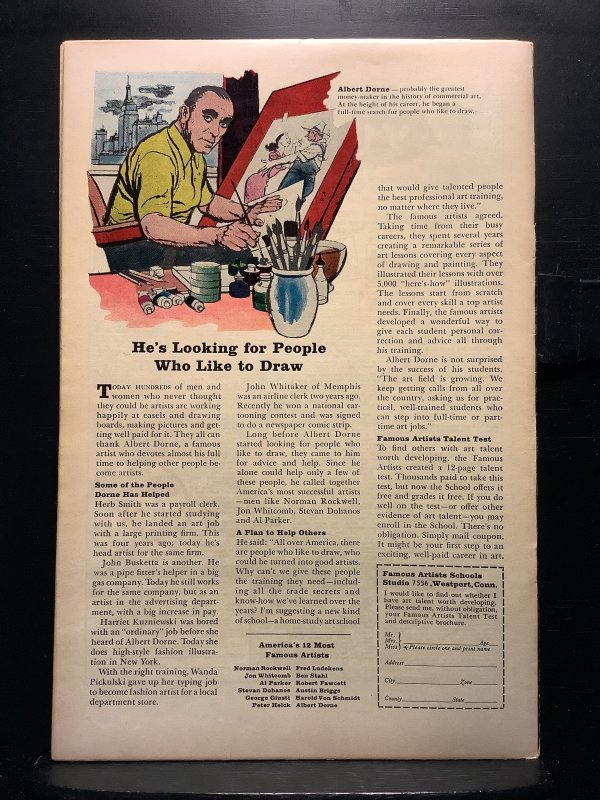 Albert Dorne — probably the greatest
money-maker in the history of commercial art.
At the height of his career, he began a
full-time search for people who like to draw.
He's Looking for People
Who Like to Draw
TODAY HUNDREDS of men and
women who never thought
they could be artists are working
happily at easels and drawing
boards, making pictures and get-
ting well paid for it. They all can
thank Albert Dorne, a famous
artist who devotes almost his full
time to helping other people be-
come artists.
Some of the People
Dorne Has Helped
Herb Smith was a payroll clerk.
Soon after he started studying
with us, he landed an art job
with a large printing firm. This
was four years ago; today he's
head artist for the same firm.
John Busketta is another. He
was a pipe fitter's helper in a big
gas company. Today he still works
for the same company, but as an
artist in the advertising depart-
ment, with a big increase in pay.
Harriet Kuzniewski was bored
with an "ordinary" job before she
heard of Albert Dorne. Today she
does high-style fashion illustra-
tion in New York.
With the right training, Wanda
Pickulski gave up her typing job
to become fashion artist for a local
department store.
John Whitaker of Memphis
was an airline clerk two years ago.
Recently he won a national car-
tooning contest and was signed
to do a newspaper comic strip.
Long before Albert Dorne
started looking for people who
like to draw, they came to him
for advice and help. Since he
alone could help only a few of
these people, he called together
America's most successful artists
—men like Norman Rockwell,
Jon Whitcomb, Stevan Dohanos
and Al Parker.
A Plan to Help Others
He said: "All over America, there
are people who like to draw, who
could be turned into good artists.
Why can't we give these people
the training they need—includ-
ing all the trade secrets and
know-how we've learned over the
years? I'm suggesting a new kind
of school—a home-study art school
America's 12 Most
Famous Artists
Norman Rockwell Fred Ludekens
Jon Whitcomb Ben Stahl
Al Parker Robert Fawcett
Stevan Dohanos Austin Briggs
George Giusti Harold Von Schmidt
Peter Helck Albert Dorne
that would give talented people
the best professional art training,
no matter where they live."
The famous artists agreed.
Taking time from their busy
careers, they spent several years
creating a remarkable series of
art lessons covering every aspect
of drawing and painting. They
illustrated their lessons with over
5,000 "here's-how" illustrations.
The lessons start from scratch
and cover every skill a top artist
needs. Finally, the famous artists
developed a wonderful way to
give each student personal cor-
rection and advice all through
his training.
Albert Dorne is not surprised
by the success of his students.
"The art field is growing. We
keep getting calls from all over
the country, asking us for prac-
tical, well-trained students who
can step into full-time or part-
time art jobs."
Famous Artists Talent Test
To find others with art talent
worth developing, the Famous
Artists created a 12-page talent
test. Thousands paid to take this
test, but now the School offers it
free and grades it free. If you do
well on the test—or offer other
evidence of art talent—you may
enroll in the School. There's no
obligation. Simply mail coupon.
It might be your first step to an
exciting, well-paid career in art.
Famous Artists Schools
Studio 7556, Westport, Conn.
I would like to find out whether I
have art talent worth developing.
Please send me, without obligation,
your Famous Artists Talent Test
and descriptive brochure.
Mr.
Mrs. Age
Miss Please circle one and print name
Address
City Zone
County State